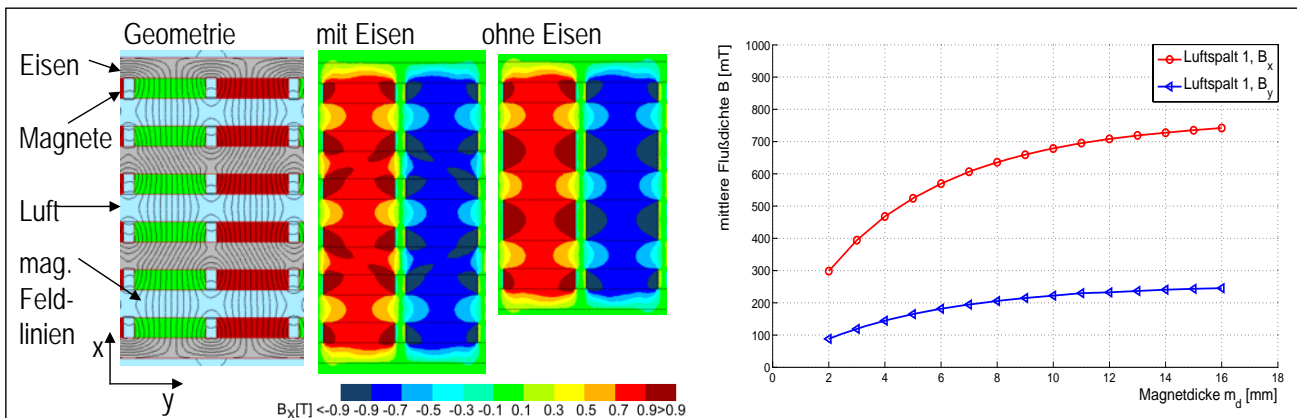 Geometrie
mit Eisen
ohne Eisen
Eisen
Magnete
Luft
mag.
Feld-
linien
x
y
B_x[T] <-0.9 -0.9 -0.7 -0.5 -0.3 -0.1 0.1 0.3 0.5 0.7 0.9 >0.9
mittlere Flußdichte B [mT]
1000
900
800
700
600
500
400
300
200
100
0
0 2 4 6 8 10 12 14 16 18
Magnetdicke m_d [mm]
Luftspalt 1, B_x
Luftspalt 1, B_y